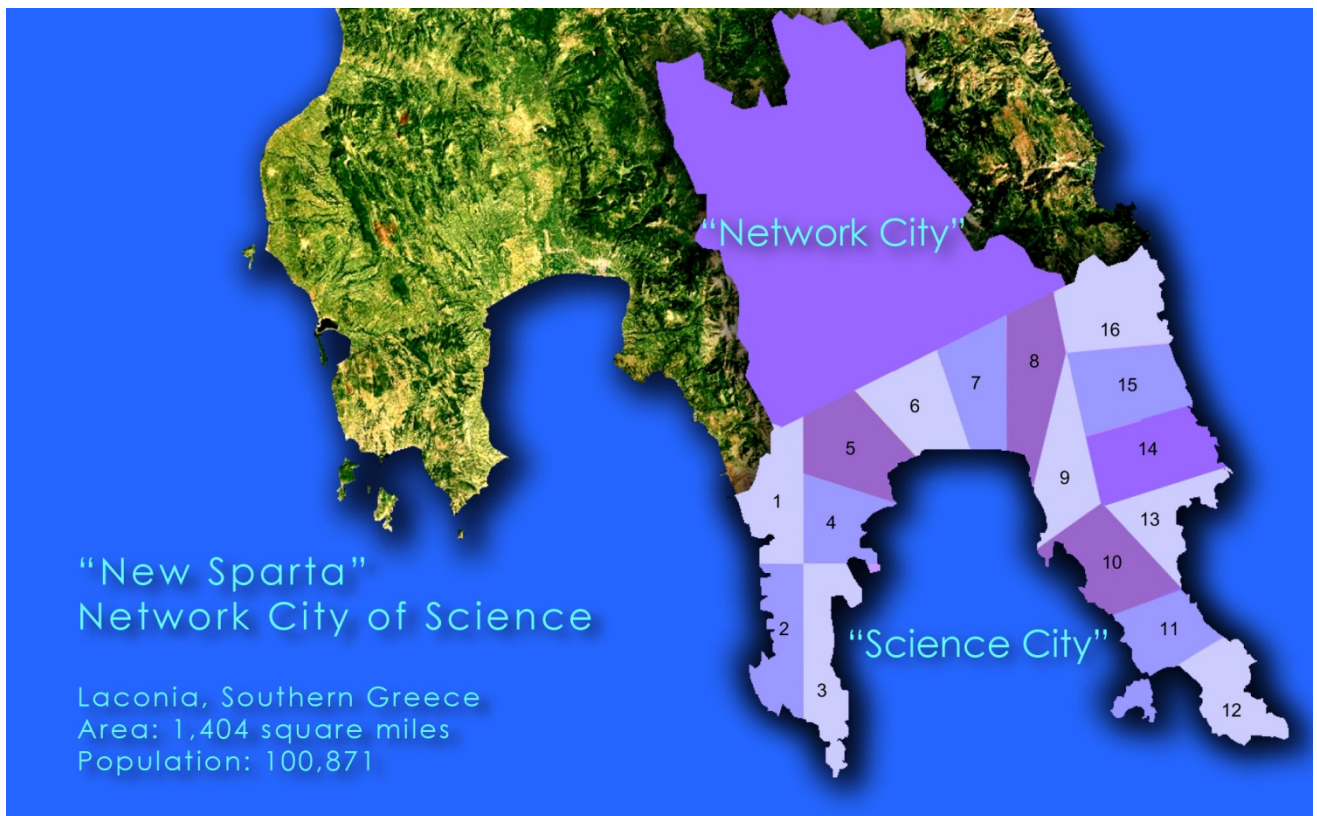 “Network City”
16
8
7
15
6
5
14
9
1
13
4
10
“New Sparta”
Network City of Science
2
11
“Science City”
3
12
Laconia, Southern Greece
Area: 1,404 square miles
Population: 100,871